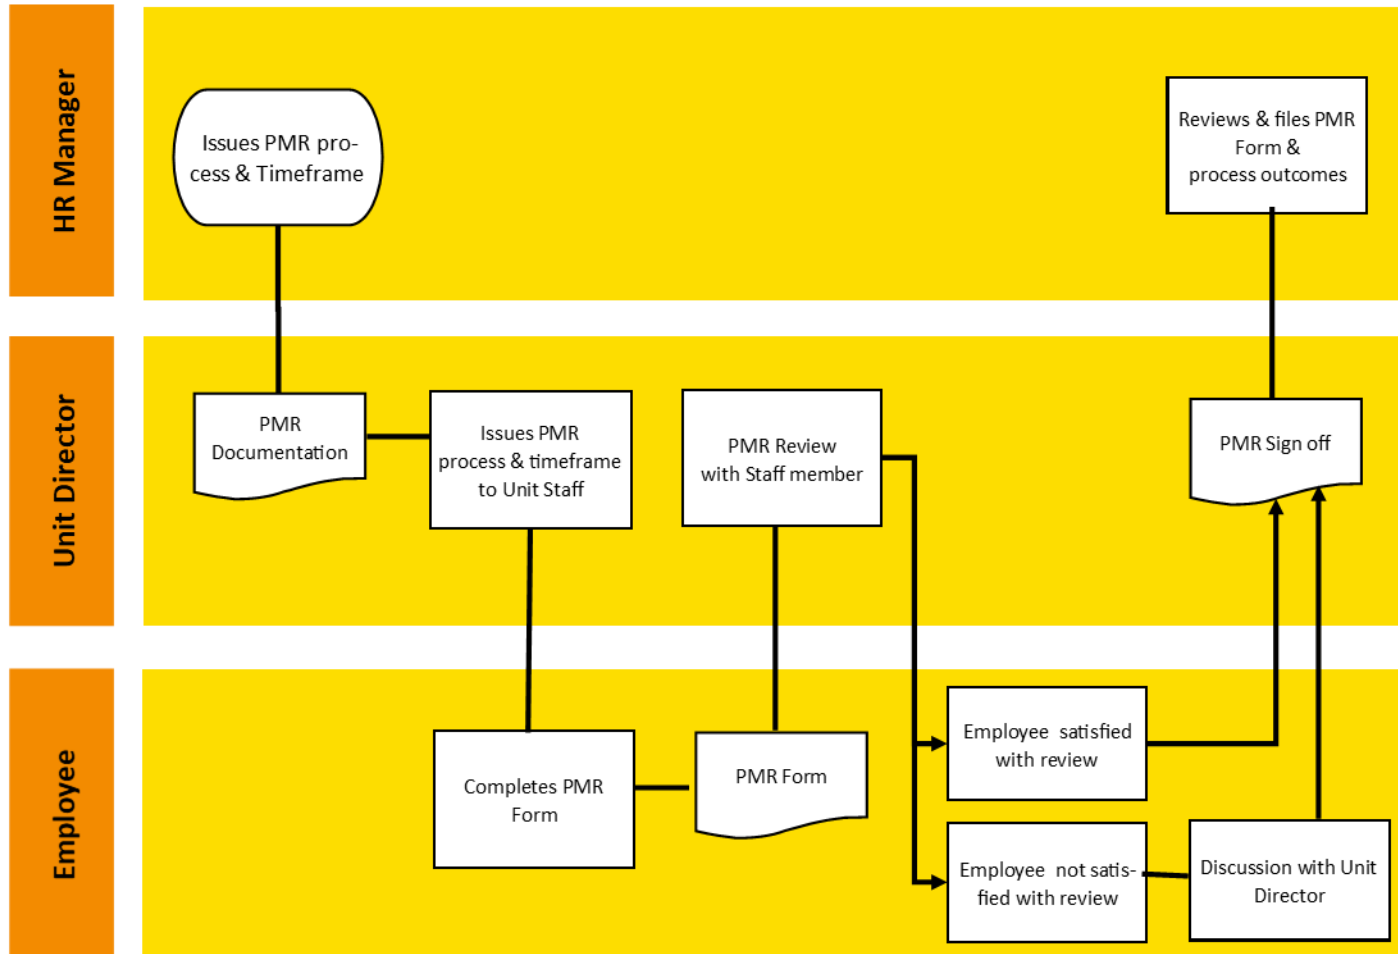 HR Manager
Issues PMR pro-
cess & Timeframe
Reviews & files PMR
Form &
process outcomes
Unit Director
PMR
Documentation
Issues PMR
process & timeframe
to Unit Staff
PMR Review
with Staff member
PMR Sign off
Employee
Completes PMR
Form
PMR Form
Employee satisfied
with review
Employee not satis-
fied with review
Discussion with Unit
Director